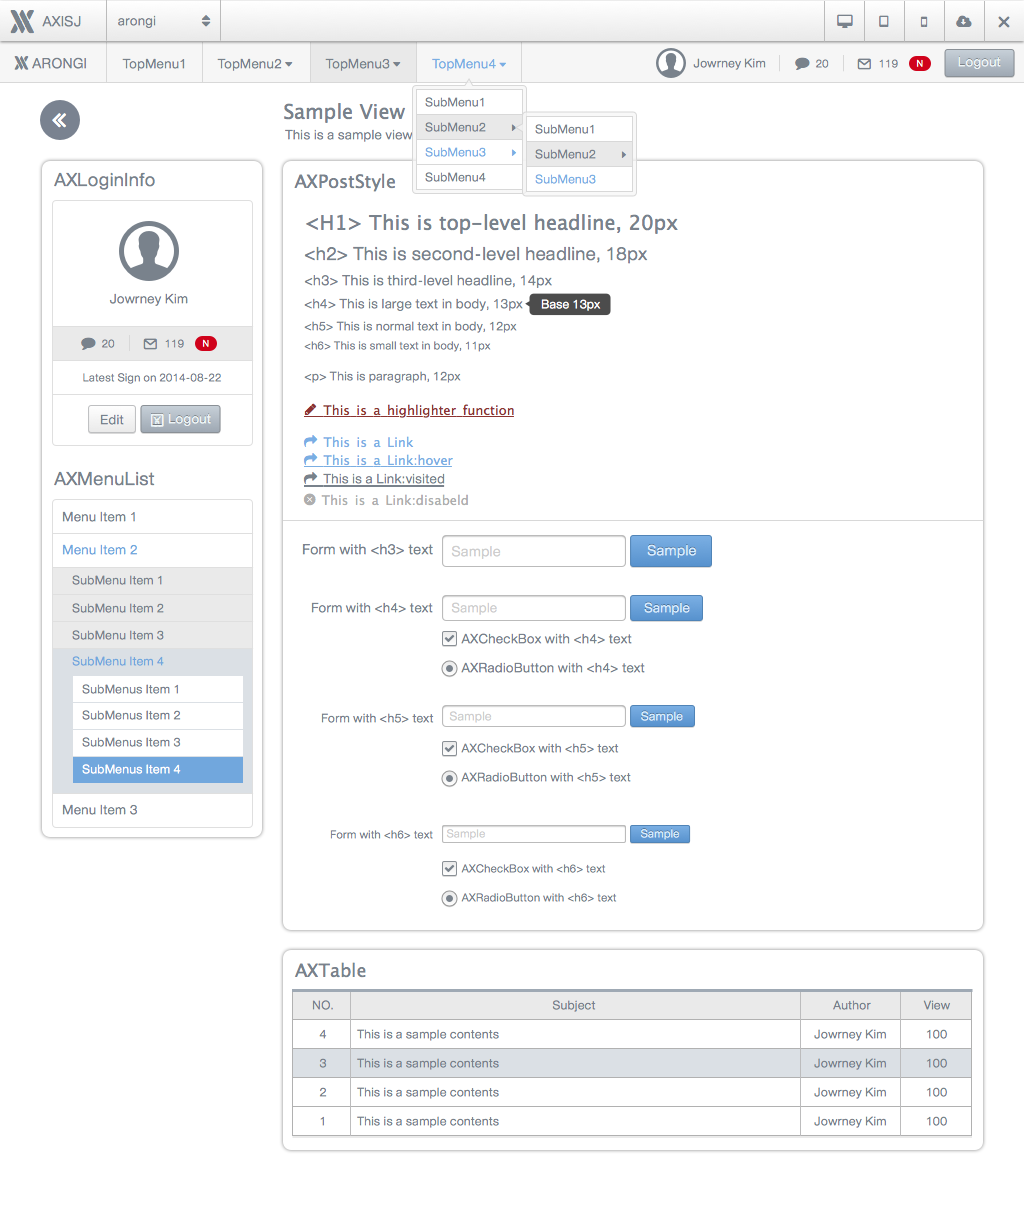 AXISJ arongi
ARONGI TopMenu1 TopMenu2 TopMenu3 TopMenu4 Jowrney Kim 20 119 N Logout
Sample View
This is a sample view
SubMenu1
SubMenu2
SubMenu3
SubMenu4
SubMenu1
SubMenu2
SubMenu3
AXLoginInfo
Jowrney Kim
20 119 N
Latest Sign on 2014-08-22
Edit Logout
AXMenuList
Menu Item 1
Menu Item 2
SubMenu Item 1
SubMenu Item 2
SubMenu Item 3
SubMenu Item 4
SubMenus Item 1
SubMenus Item 2
SubMenus Item 3
SubMenus Item 4
Menu Item 3
AXPostStyle
<H1> This is top-level headline, 20px
<h2> This is second-level headline, 18px
<h3> This is third-level headline, 14px
<h4> This is large text in body, 13px Base 13px
<h5> This is normal text in body, 12px
<h6> This is small text in body, 11px
<p> This is paragraph, 12px
This is a highlighter function
This is a Link
This is a Link:hover
This is a Link:visited
This is a Link:disabeld
Form with <h3> text Sample Sample
Form with <h4> text Sample Sample
AXCheckBox with <h4> text
AXRadioButton with <h4> text
Form with <h5> text Sample Sample
AXCheckBox with <h5> text
AXRadioButton with <h5> text
Form with <h6> text Sample Sample
AXCheckBox with <h6> text
AXRadioButton with <h6> text
AXTable
NO. Subject Author View
4 This is a sample contents Jowrney Kim 100
3 This is a sample contents Jowrney Kim 100
2 This is a sample contents Jowrney Kim 100
1 This is a sample contents Jowrney Kim 100